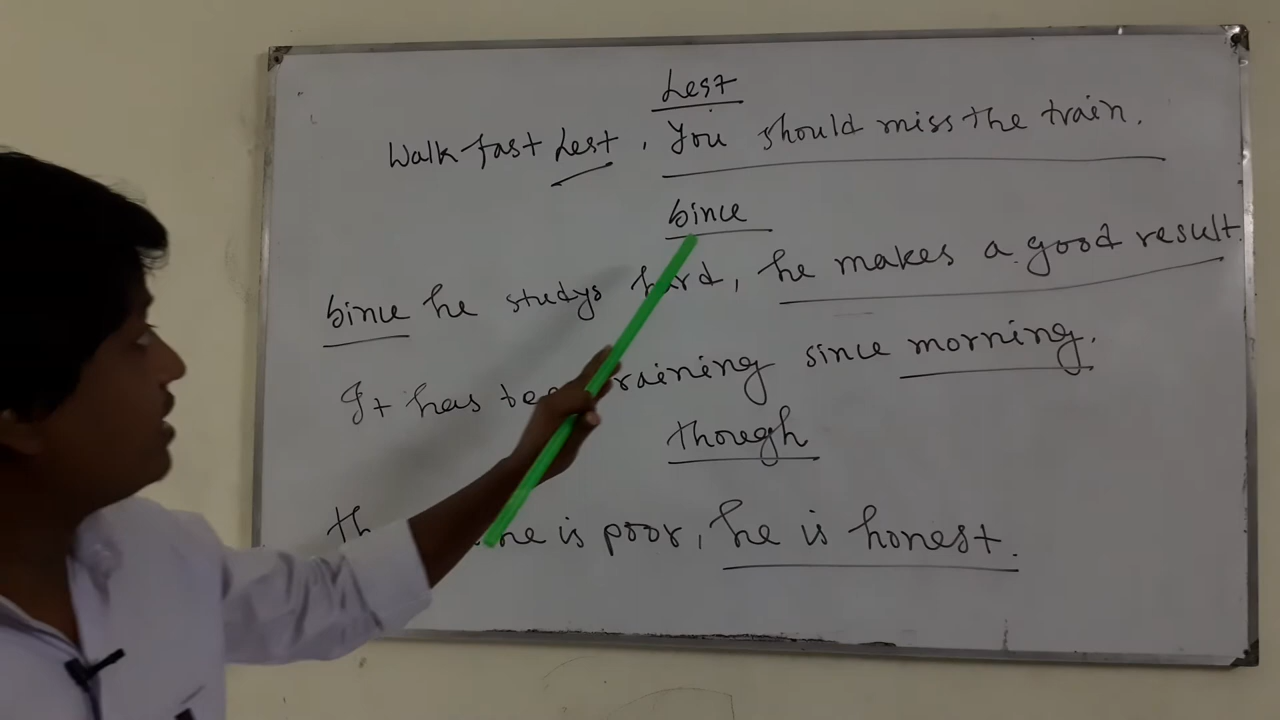 Lest
Walk fast Lest, You should miss the train.
Since
Since he studys hard, he makes a good result
It has been raining since morning.
though
he is poor, he is honest.